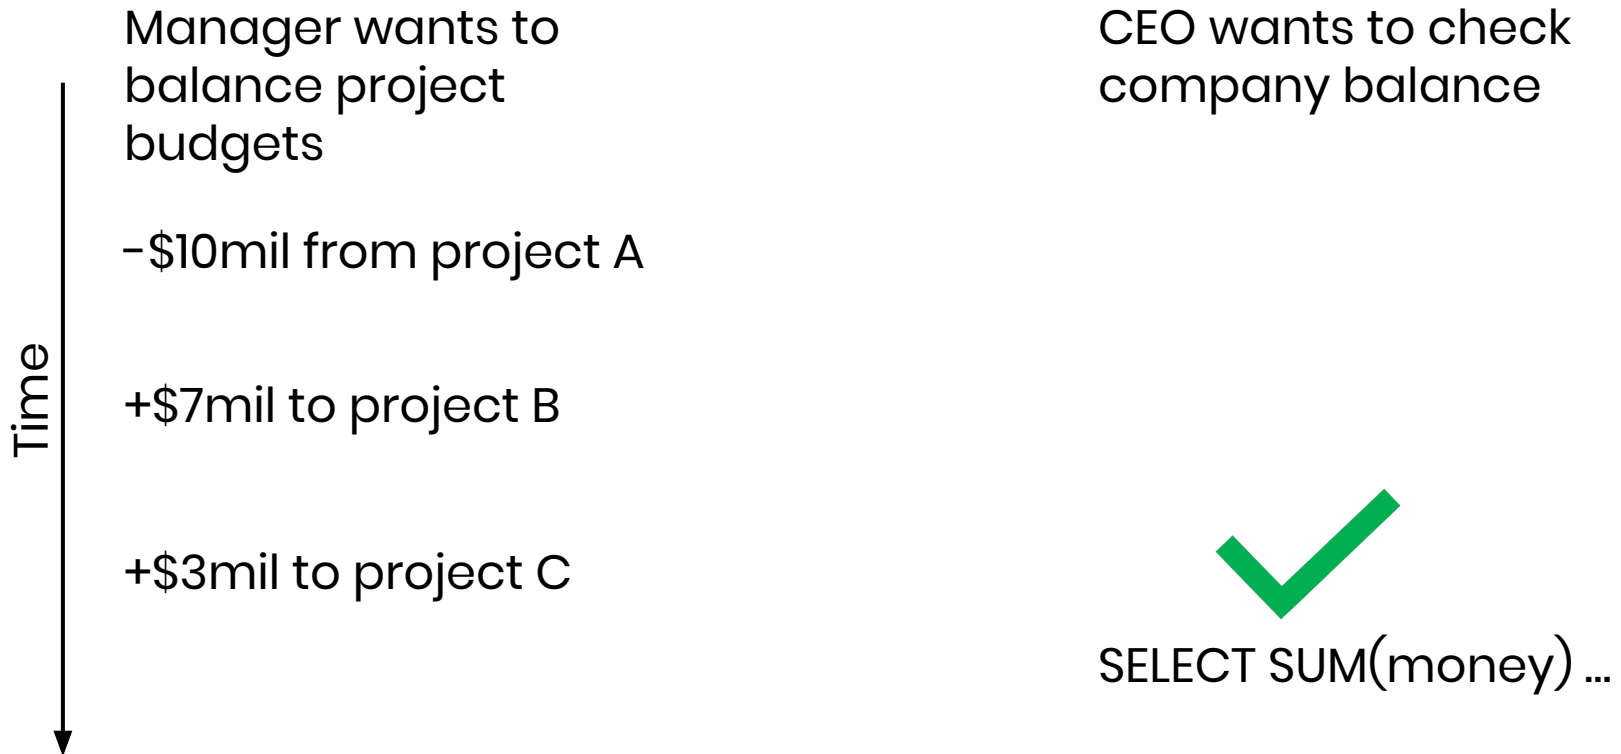 Manager wants to
balance project
budgets
CEO wants to check
company balance
Time
-$10mil from project A
+$7mil to project B
+$3mil to project C
SELECT SUM(money) ...